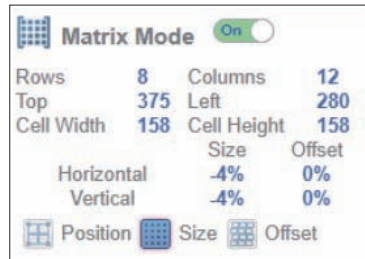 Matrix Mode On
Rows 8 Columns 12
Top 375 Left 280
Cell Width 158 Cell Height 158
Size Offset
Horizontal -4% 0%
Vertical -4% 0%
Position Size Offset